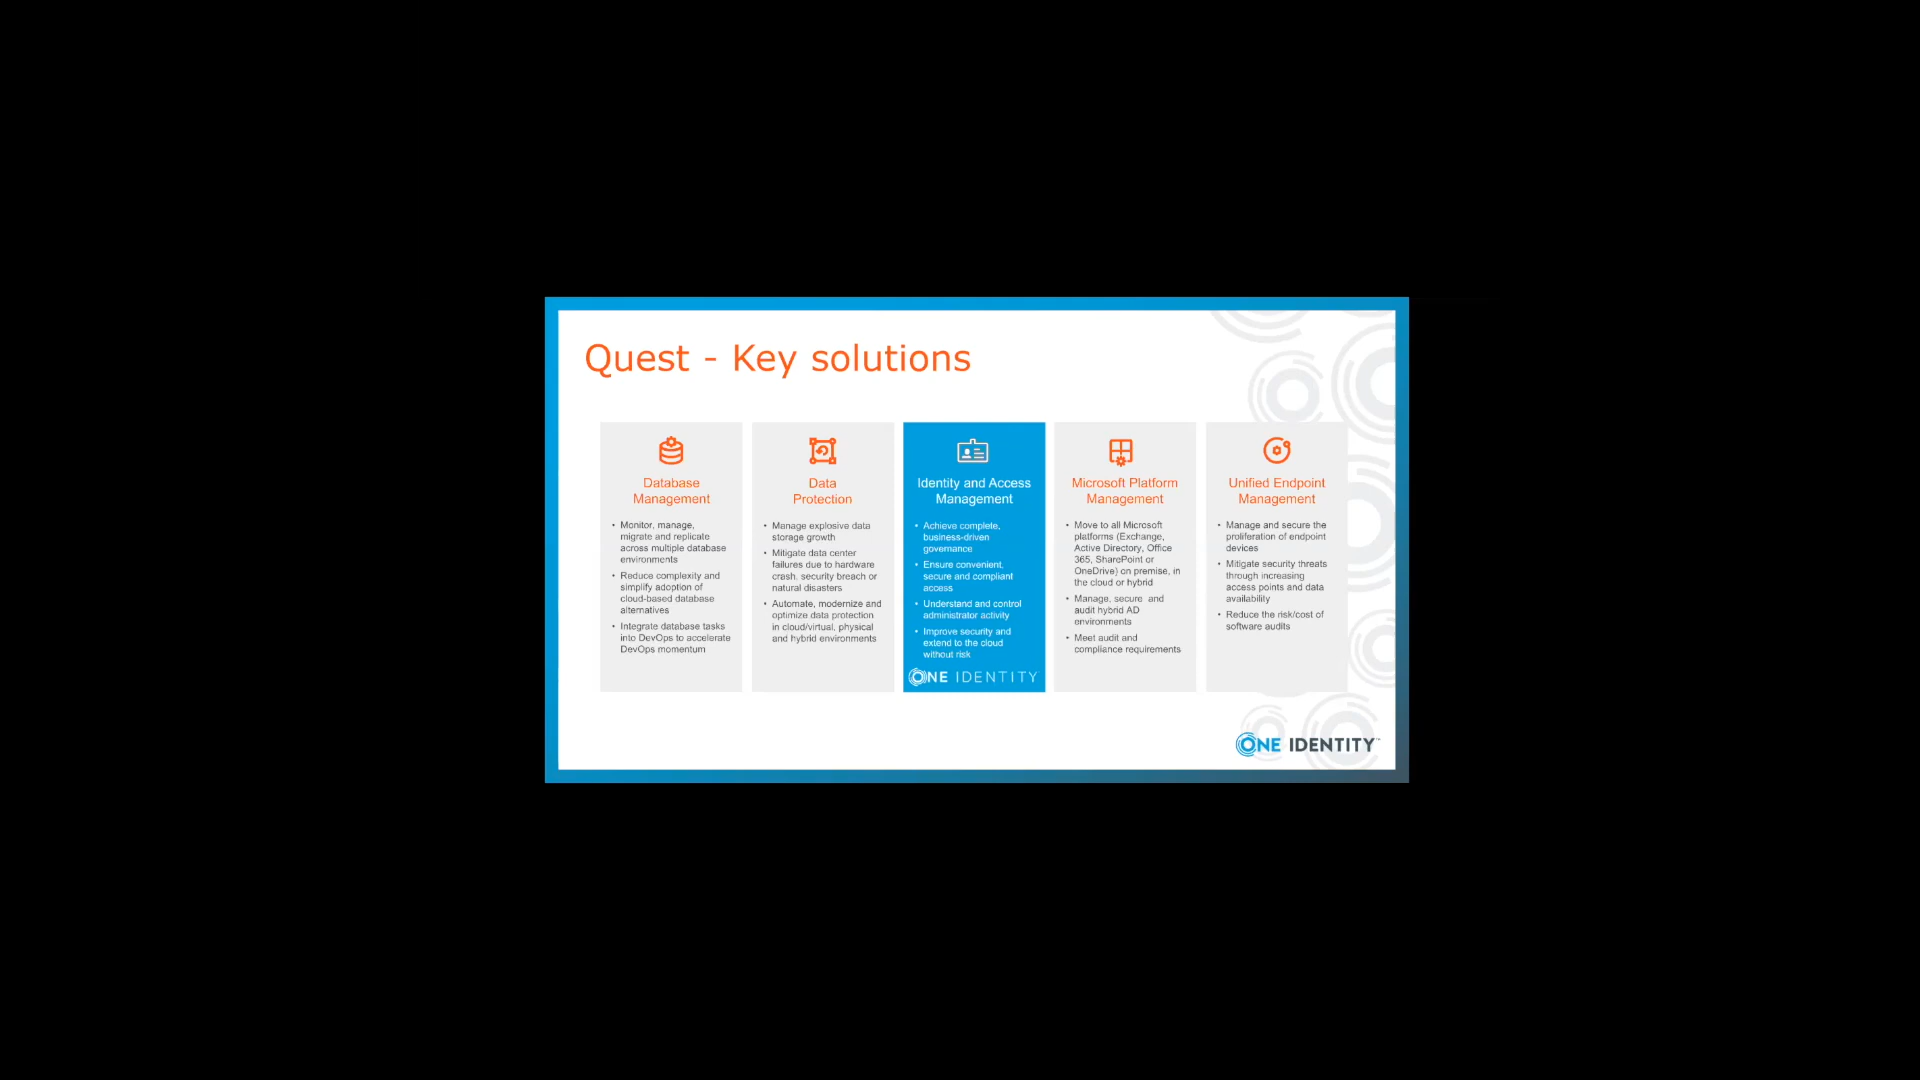 Quest - Key solutions
Database
Management
• Monitor, manage,
migrate and replicate
across multiple database
environments
• Reduce complexity and
simplify adoption of
cloud-based database
alternatives
• Integrate database tasks
into DevOps to accelerate
DevOps momentum
Data
Protection
• Manage explosive data
storage growth
• Mitigate data center
failures due to hardware
crash, security breach or
natural disasters
• Automate, modernize and
optimize data protection
in cloud/virtual, physical
and hybrid environments
Identity and Access
Management
• Achieve complete,
business-driven
governance
• Ensure convenient,
secure and compliant
access
• Understand and control
administrator activity
• Improve security and
extend to the cloud
without risk
ONE IDENTITY
Microsoft Platform
Management
• Move to all Microsoft
platforms (Exchange,
Active Directory, Office
365, SharePoint or
OneDrive) on premise, in
the cloud or hybrid
• Manage, secure and
audit hybrid AD
environments
• Meet audit and
compliance requirements
Unified Endpoint
Management
• Manage and secure the
proliferation of endpoint
devices
• Mitigate security threats
through increasing
access points and data
availability
• Reduce the risk/cost of
software audits
ONE IDENTITY™